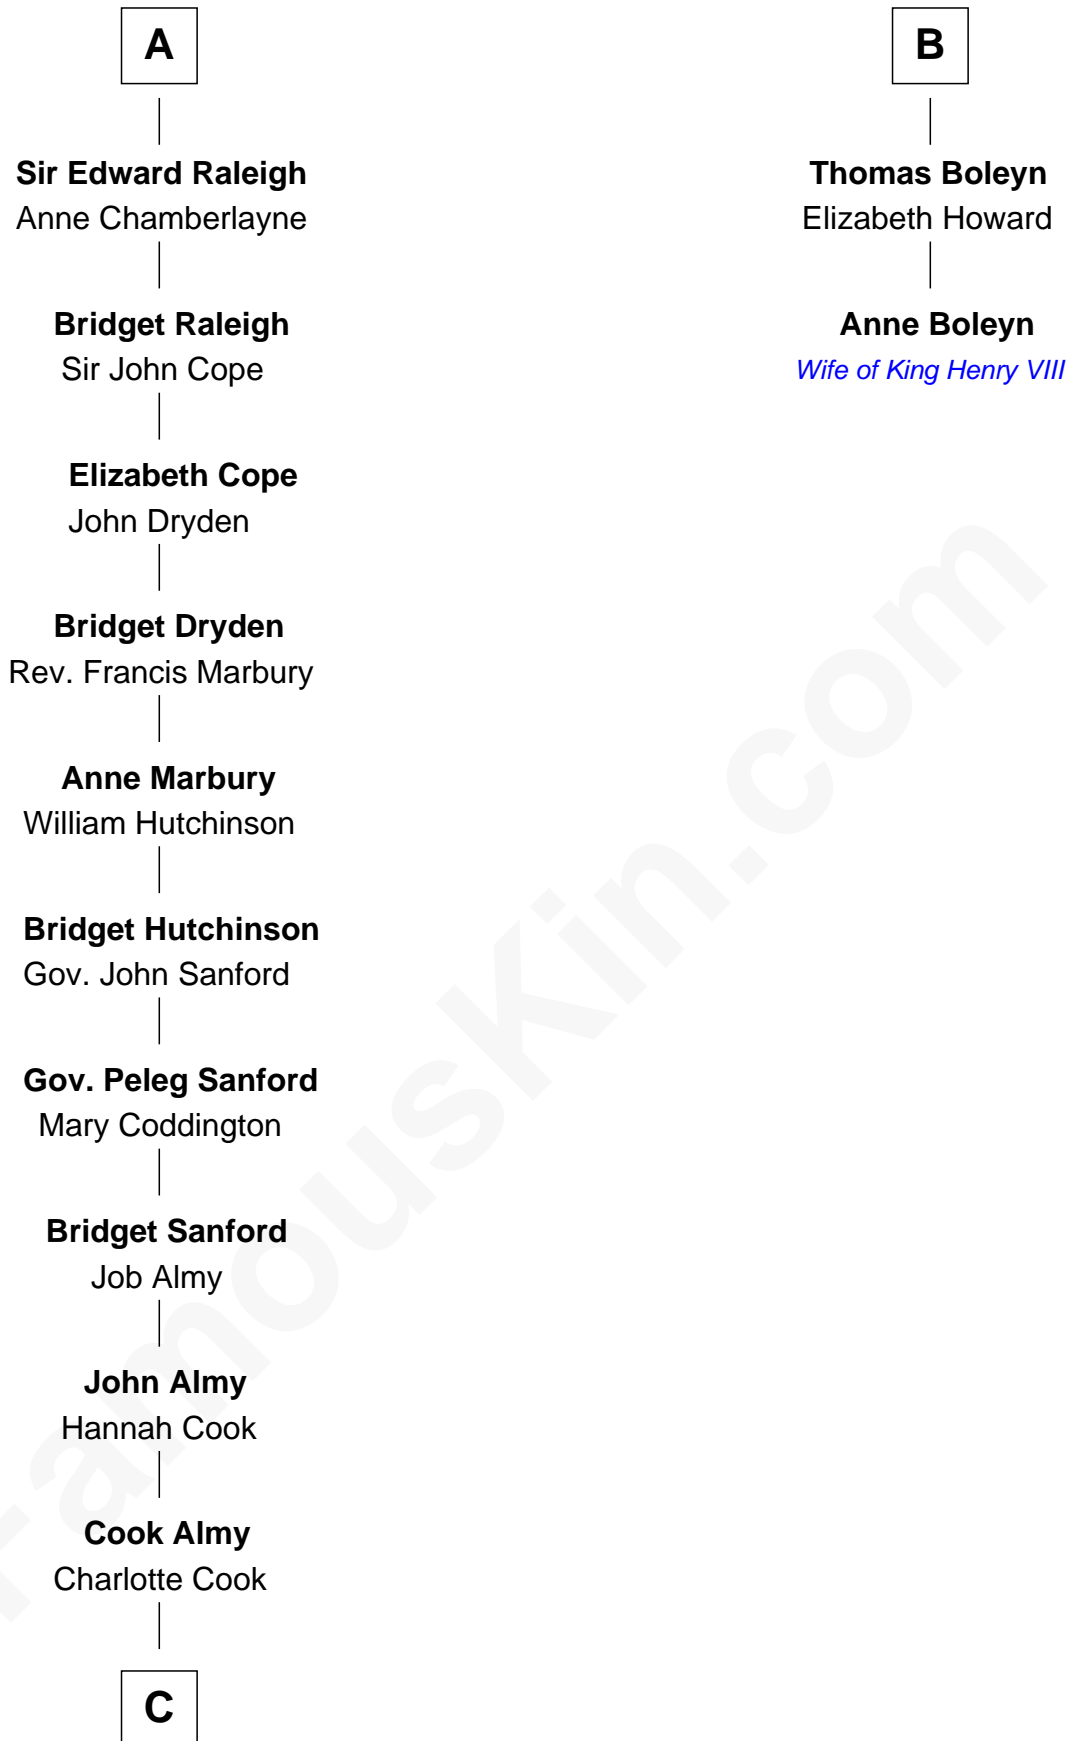 A
Sir Edward Raleigh
Anne Chamberlayne
Bridget Raleigh
Sir John Cope
Elizabeth Cope
John Dryden
Bridget Dryden
Rev. Francis Marbury
Anne Marbury
William Hutchinson
Bridget Hutchinson
Gov. John Sanford
Gov. Peleg Sanford
Mary Coddington
Bridget Sanford
Job Almy
John Almy
Hannah Cook
Cook Almy
Charlotte Cook
C
B
Thomas Boleyn
Elizabeth Howard
Anne Boleyn
Wife of King Henry VIII
FamousKin.com